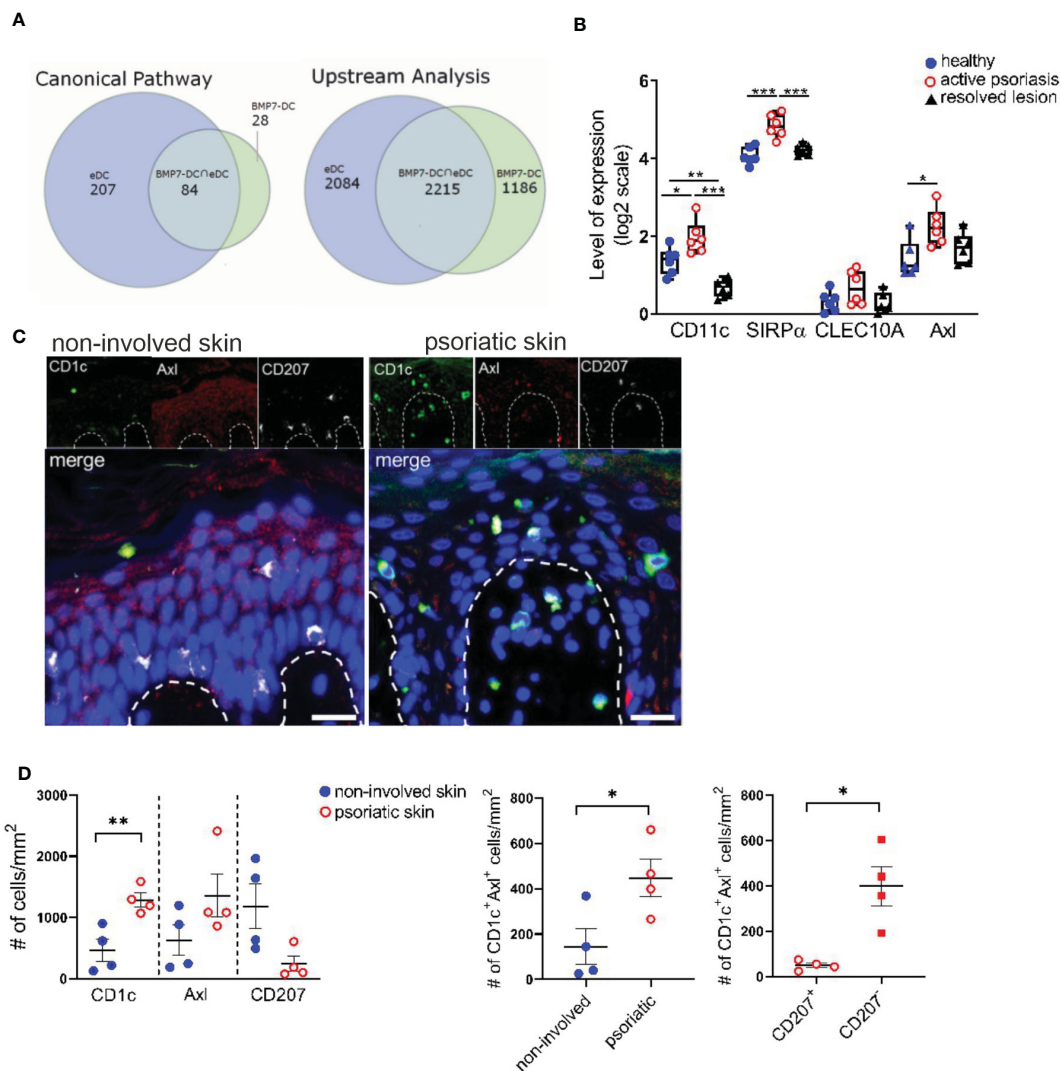 A
Canonical Pathway
BMP7-DC
28
eDC
207
BMP7-DC∩eDC
84
Upstream Analysis
eDC
2084
BMP7-DC∩eDC
2215
BMP7-DC
1186
B
healthy
active psoriasis
resolved lesion
Level of expression
(log2 scale)
6
4
2
0
*
**
***
***
***
*
CD11c
SIRPα
CLEC10A
Axl
C
non-involved skin
CD1c
Axl
CD207
merge
psoriatic skin
CD1c
Axl
CD207
merge
D
# of cells/mm²
3000
2000
1000
0
**
CD1c
Axl
CD207
non-involved skin
psoriatic skin
# of CD1c⁺Axl⁺ cells/mm²
800
600
400
200
0
*
non-involved
psoriatic
# of CD1c⁺Axl⁺ cells/mm²
800
600
400
200
0
*
CD207⁺
CD207⁻